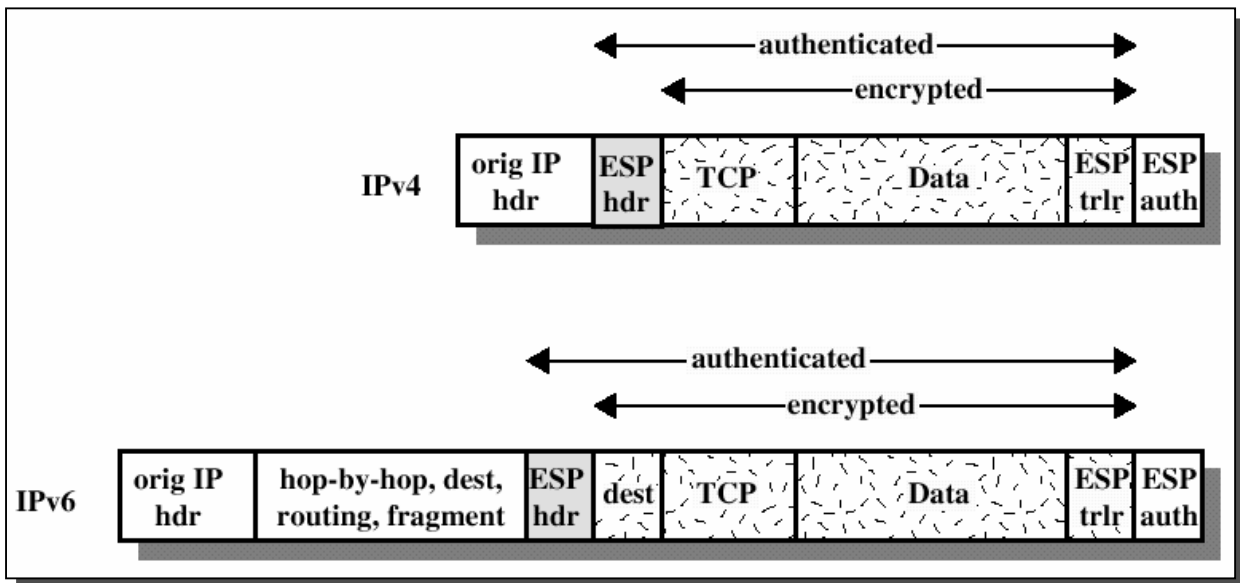 authenticated
encrypted
IPv4
orig IP
hdr
ESP
hdr
TCP
Data
ESP
trlr
ESP
auth
authenticated
encrypted
IPv6
orig IP
hdr
hop-by-hop, dest,
routing, fragment
ESP
hdr
dest
TCP
Data
ESP
trlr
ESP
auth